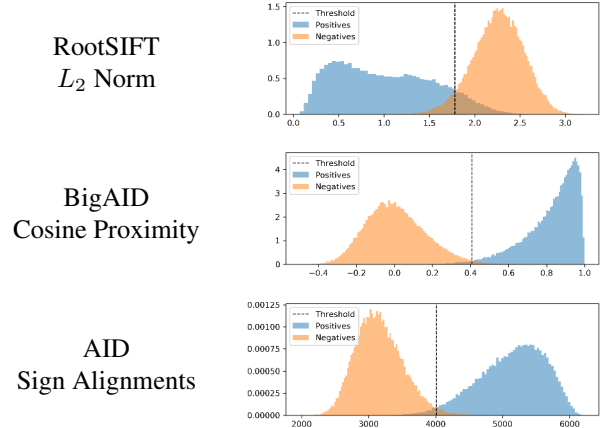 RootSIFT
L₂ Norm
1.5
1.0
0.5
0.0
Threshold
Positives
Negatives
0.0 0.5 1.0 1.5 2.0 2.5 3.0
BigAID
Cosine Proximity
4
3
2
1
0
Threshold
Positives
Negatives
−0.4 −0.2 0.0 0.2 0.4 0.6 0.8 1.0
AID
Sign Alignments
0.00125
0.00100
0.00075
0.00050
0.00025
0.00000
Threshold
Positives
Negatives
2000 3000 4000 5000 6000